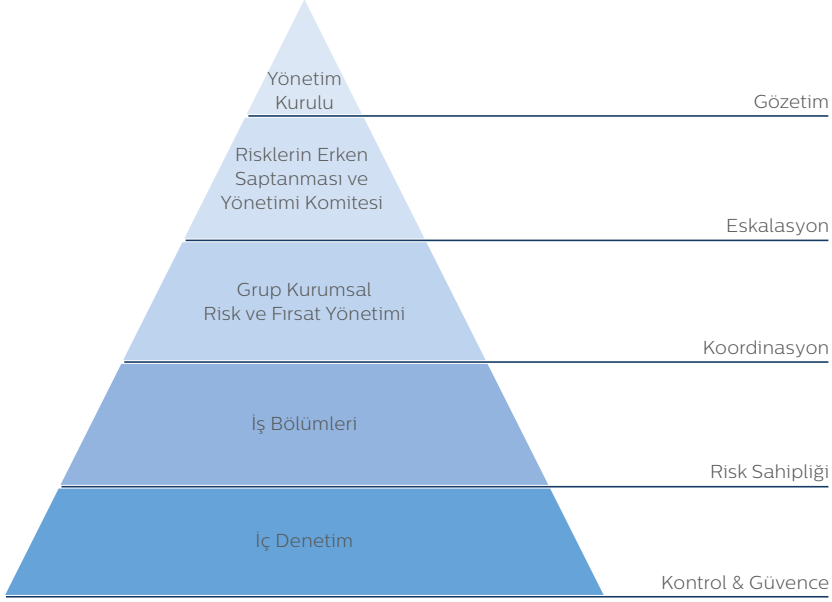 Yönetim
Kurulu
Gözetim
Risklerin Erken
Saptanması ve
Yönetimi Komitesi
Eskalasyon
Grup Kurumsal
Risk ve Fırsat Yönetimi
Koordinasyon
İş Bölümleri
Risk Sahipliği
İç Denetim
Kontrol & Güvence